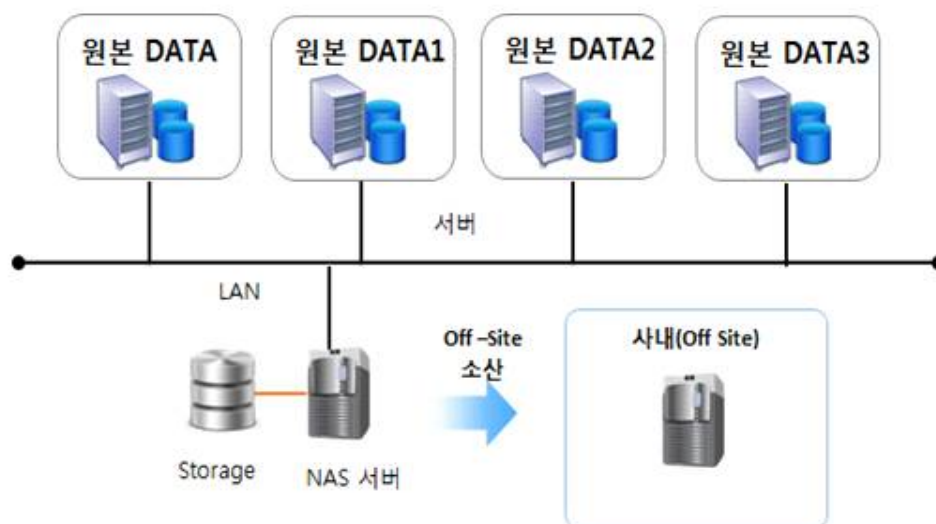 원본 DATA
원본 DATA1
원본 DATA2
원본 DATA3
서버
LAN
Off –Site
소산
사내(Off Site)
Storage
NAS 서버